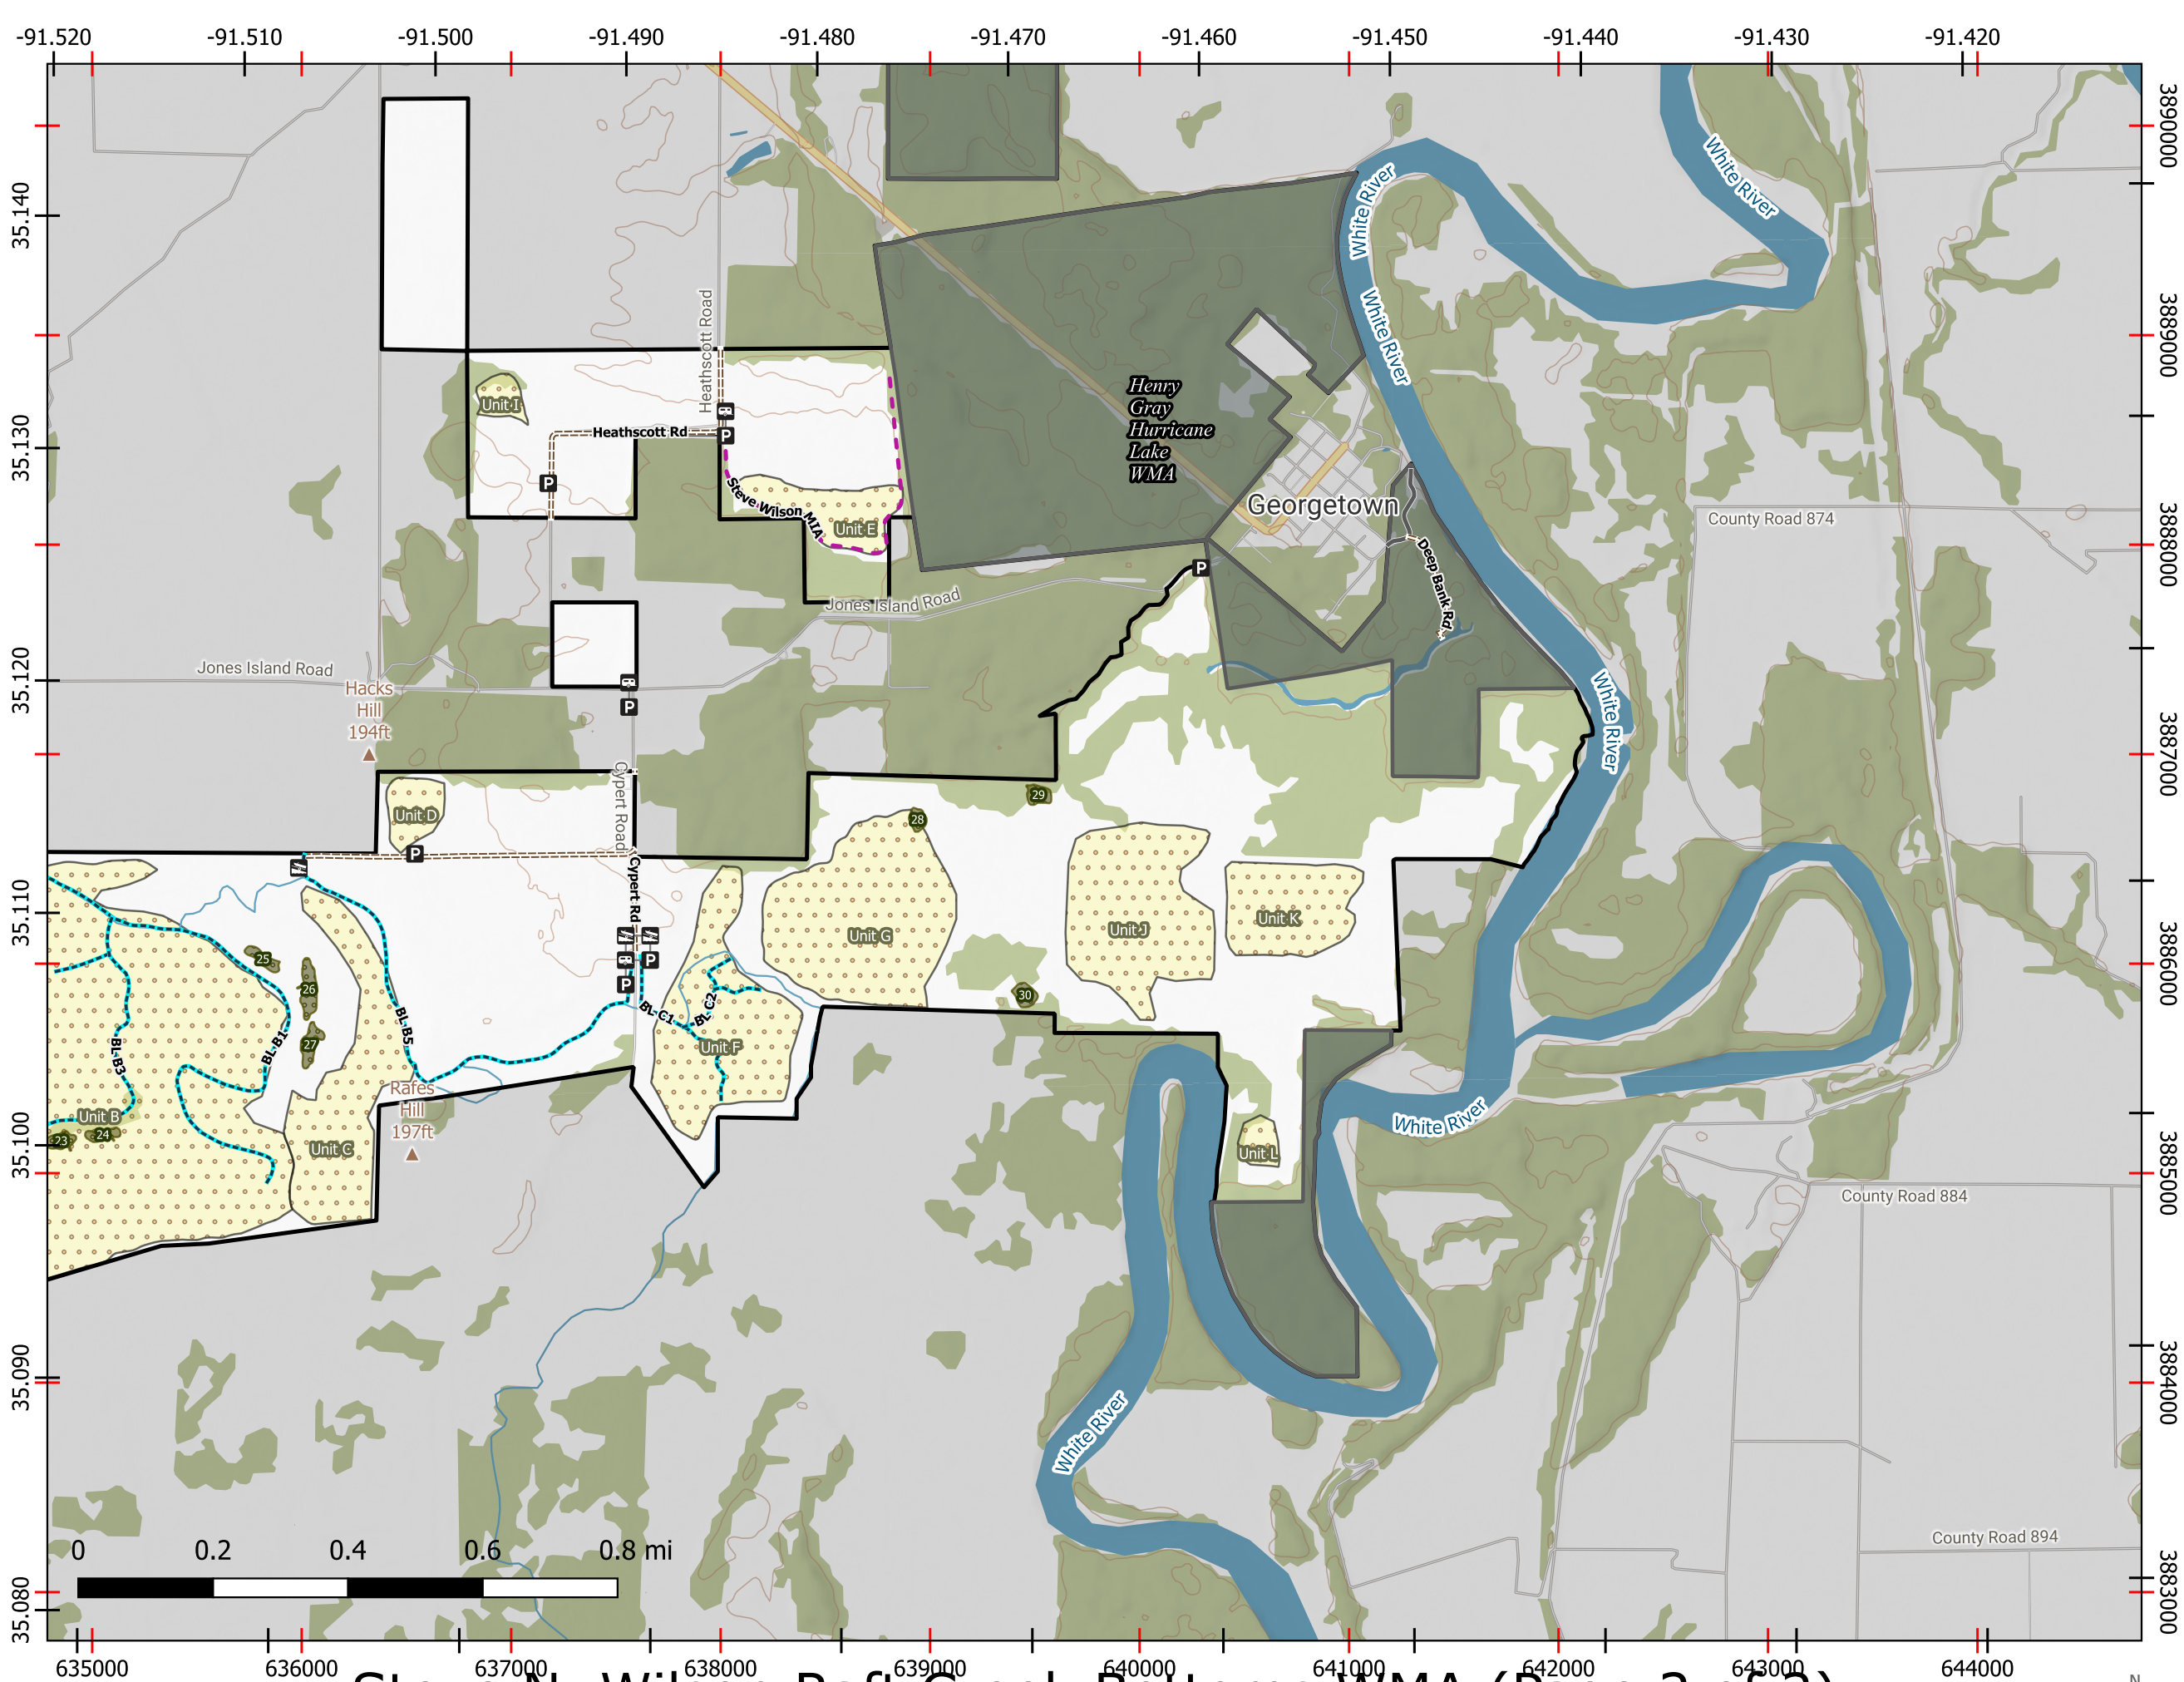 -91.520 -91.510 -91.500 -91.490 -91.480 -91.470 -91.460 -91.450 -91.440 -91.430 -91.420
3890000
White River
White River
35.140
3889000
Heathscott Road
White River
Henry
Gray
Hurricane
Lake
WMA
Unit I
Heathscott Rd
35.130
P
P
Steve Wilson MIA
Unit E
Georgetown
County Road 874
3888000
Deep Bank Rd
P
Jones Island Road
Jones Island Road
35.120
Hacks
Hill
194ft
P
White River
3887000
Cypert Road
Unit D
P
29
28
Cypert Rd
35.110
Unit G
Unit J
Unit K
25
26
27
P
P
30
3886000
BL B5
BL B1
BL B3
BL C1
BL C2
Unit F
Rafes
Hill
197ft
Unit B
23
24
Unit C
35.100
Unit L
White River
County Road 884
3885000
35.090
3884000
White River
County Road 894
0 0.2 0.4 0.6 0.8 mi
35.080
3883000
635000 636000 637000 638000 639000 640000 641000 642000 643000 644000
N